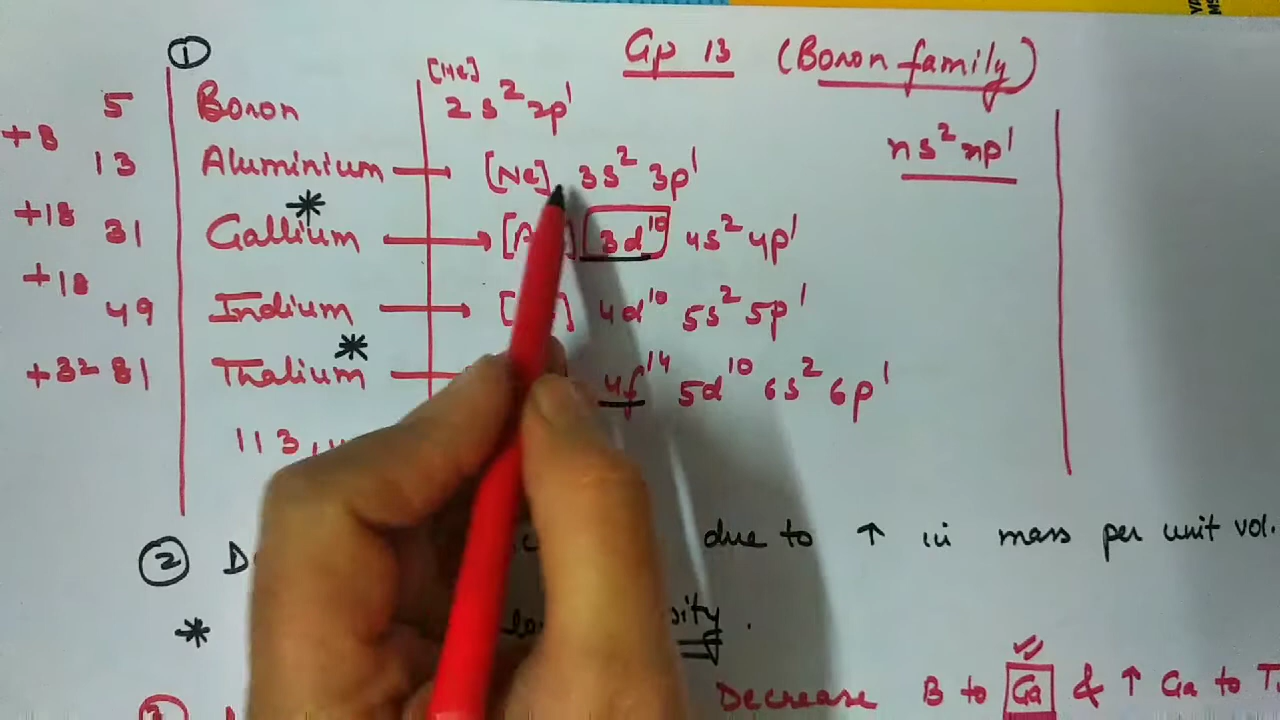 ① Gp 13 (Boron family)
5 Boron [He] 2s² 2p¹
+8
13 Aluminium → [Ne] 3s² 3p¹ ns² np¹
+18
31 Gallium* → 3d¹⁰ 4s² 4p¹
+18
49 Indium → 4d¹⁰ 5s² 5p¹
+32 81 Thalium* 4f¹⁴ 5d¹⁰ 6s² 6p¹
113,
② due to ↑ in mass per unit vol.
*
③ Decrease B to Ga & ↑ Ga to